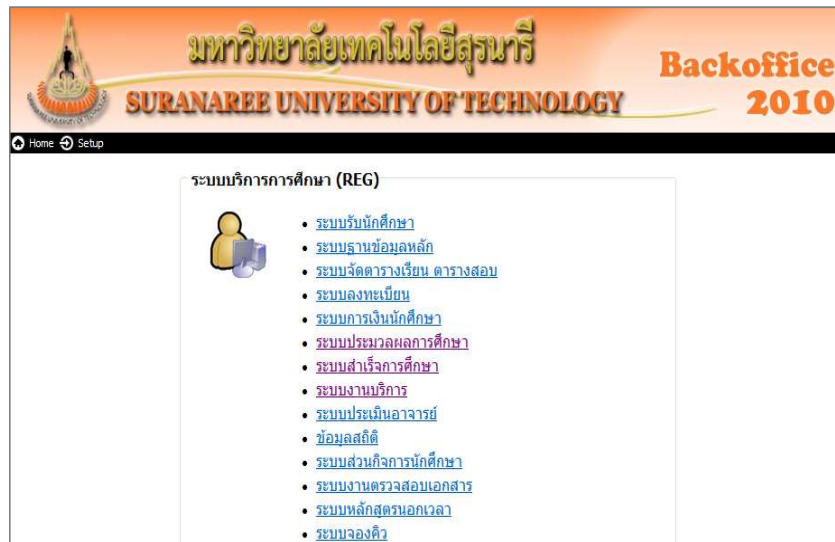 มหาวิทยาลัยเทคโนโลยีสุรนารี
SURANAREE UNIVERSITY OF TECHNOLOGY
Backoffice
2010
Home Setup
ระบบบริการการศึกษา (REG)
ระบบรับนักศึกษา
ระบบฐานข้อมูลหลัก
ระบบจัดตารางเรียน ตารางสอบ
ระบบลงทะเบียน
ระบบการเงินนักศึกษา
ระบบประมวลผลการศึกษา
ระบบสำเร็จการศึกษา
ระบบงานบริการ
ระบบประเมินอาจารย์
ข้อมูลสถิติ
ระบบส่วนกิจการนักศึกษา
ระบบงานตรวจสอบเอกสาร
ระบบหลักสูตรนอกเวลา
ระบบจองคิว